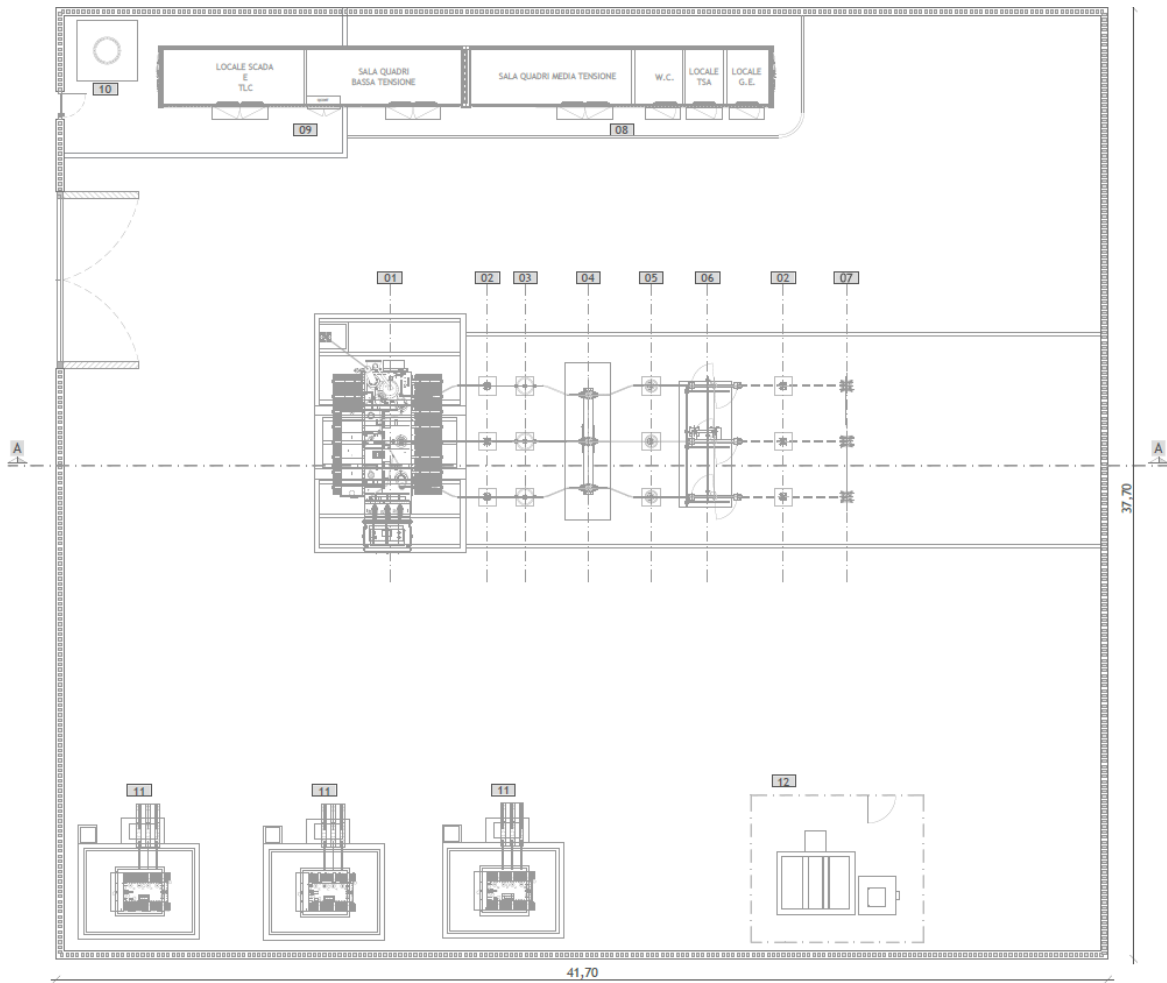 LOCALE SCADA
E
TLC
SALA QUADRI
BASSA TENSIONE
SALA QUADRI MEDIA TENSIONE
W.C.
LOCALE
TSA
LOCALE
G.E.
10
09
08
01
02
03
04
05
06
02
07
A
A
37,70
11
11
11
12
41,70